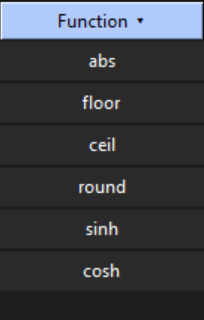 Function ▾
abs
floor
ceil
round
sinh
cosh